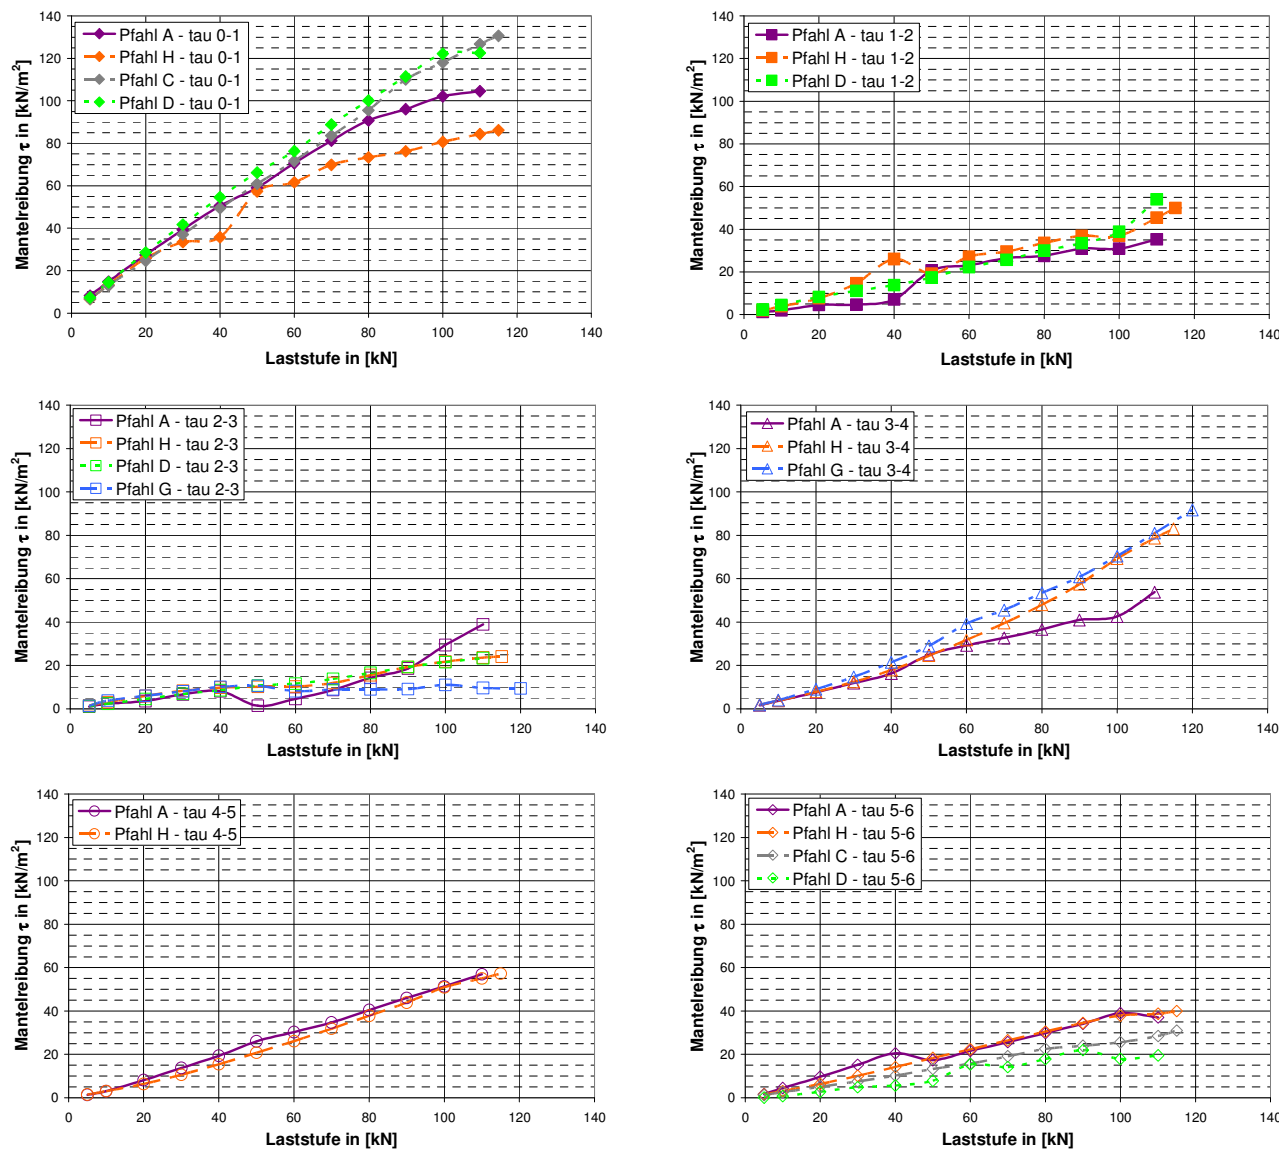 Mantelreibung τ in [kN/m²]
140
120
100
80
60
40
20
0
Pfahl A - tau 0-1
Pfahl H - tau 0-1
Pfahl C - tau 0-1
Pfahl D - tau 0-1
0 20 40 60 80 100 120 140
Laststufe in [kN]
Mantelreibung τ in [kN/m²]
140
120
100
80
60
40
20
0
Pfahl A - tau 1-2
Pfahl H - tau 1-2
Pfahl D - tau 1-2
0 20 40 60 80 100 120 140
Laststufe in [kN]
Mantelreibung τ in [kN/m²]
140
120
100
80
60
40
20
0
Pfahl A - tau 2-3
Pfahl H - tau 2-3
Pfahl D - tau 2-3
Pfahl G - tau 2-3
0 20 40 60 80 100 120 140
Laststufe in [kN]
Mantelreibung τ in [kN/m²]
140
120
100
80
60
40
20
0
Pfahl A - tau 3-4
Pfahl H - tau 3-4
Pfahl G - tau 3-4
0 20 40 60 80 100 120 140
Laststufe in [kN]
Mantelreibung τ in [kN/m²]
140
120
100
80
60
40
20
0
Pfahl A - tau 4-5
Pfahl H - tau 4-5
0 20 40 60 80 100 120 140
Laststufe in [kN]
Mantelreibung τ in [kN/m²]
140
120
100
80
60
40
20
0
Pfahl A - tau 5-6
Pfahl H - tau 5-6
Pfahl C - tau 5-6
Pfahl D - tau 5-6
0 20 40 60 80 100 120 140
Laststufe in [kN]